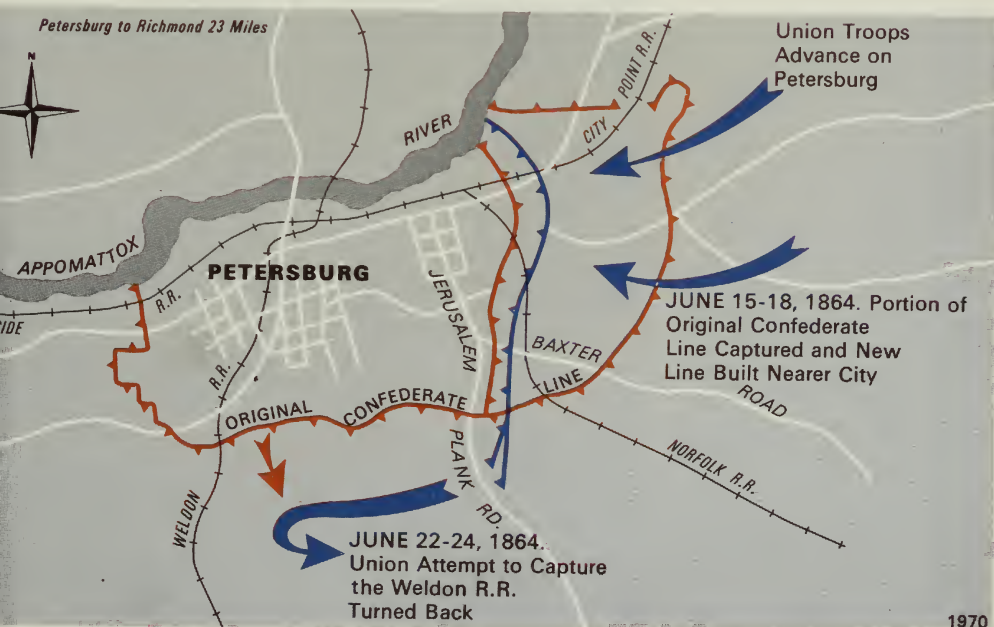 Petersburg to Richmond 23 Miles
N
Union Troops
Advance on
Petersburg
CITY POINT R.R.
RIVER
APPOMATTOX
PETERSBURG
R.R.
IDE
JERUSALEM
JUNE 15-18, 1864. Portion of
Original Confederate
Line Captured and New
Line Built Nearer City
BAXTER
ROAD
R.R.
ORIGINAL CONFEDERATE LINE
PLANK
RD.
NORFOLK R.R.
WELDON
JUNE 22-24, 1864.
Union Attempt to Capture
the Weldon R.R.
Turned Back
1970